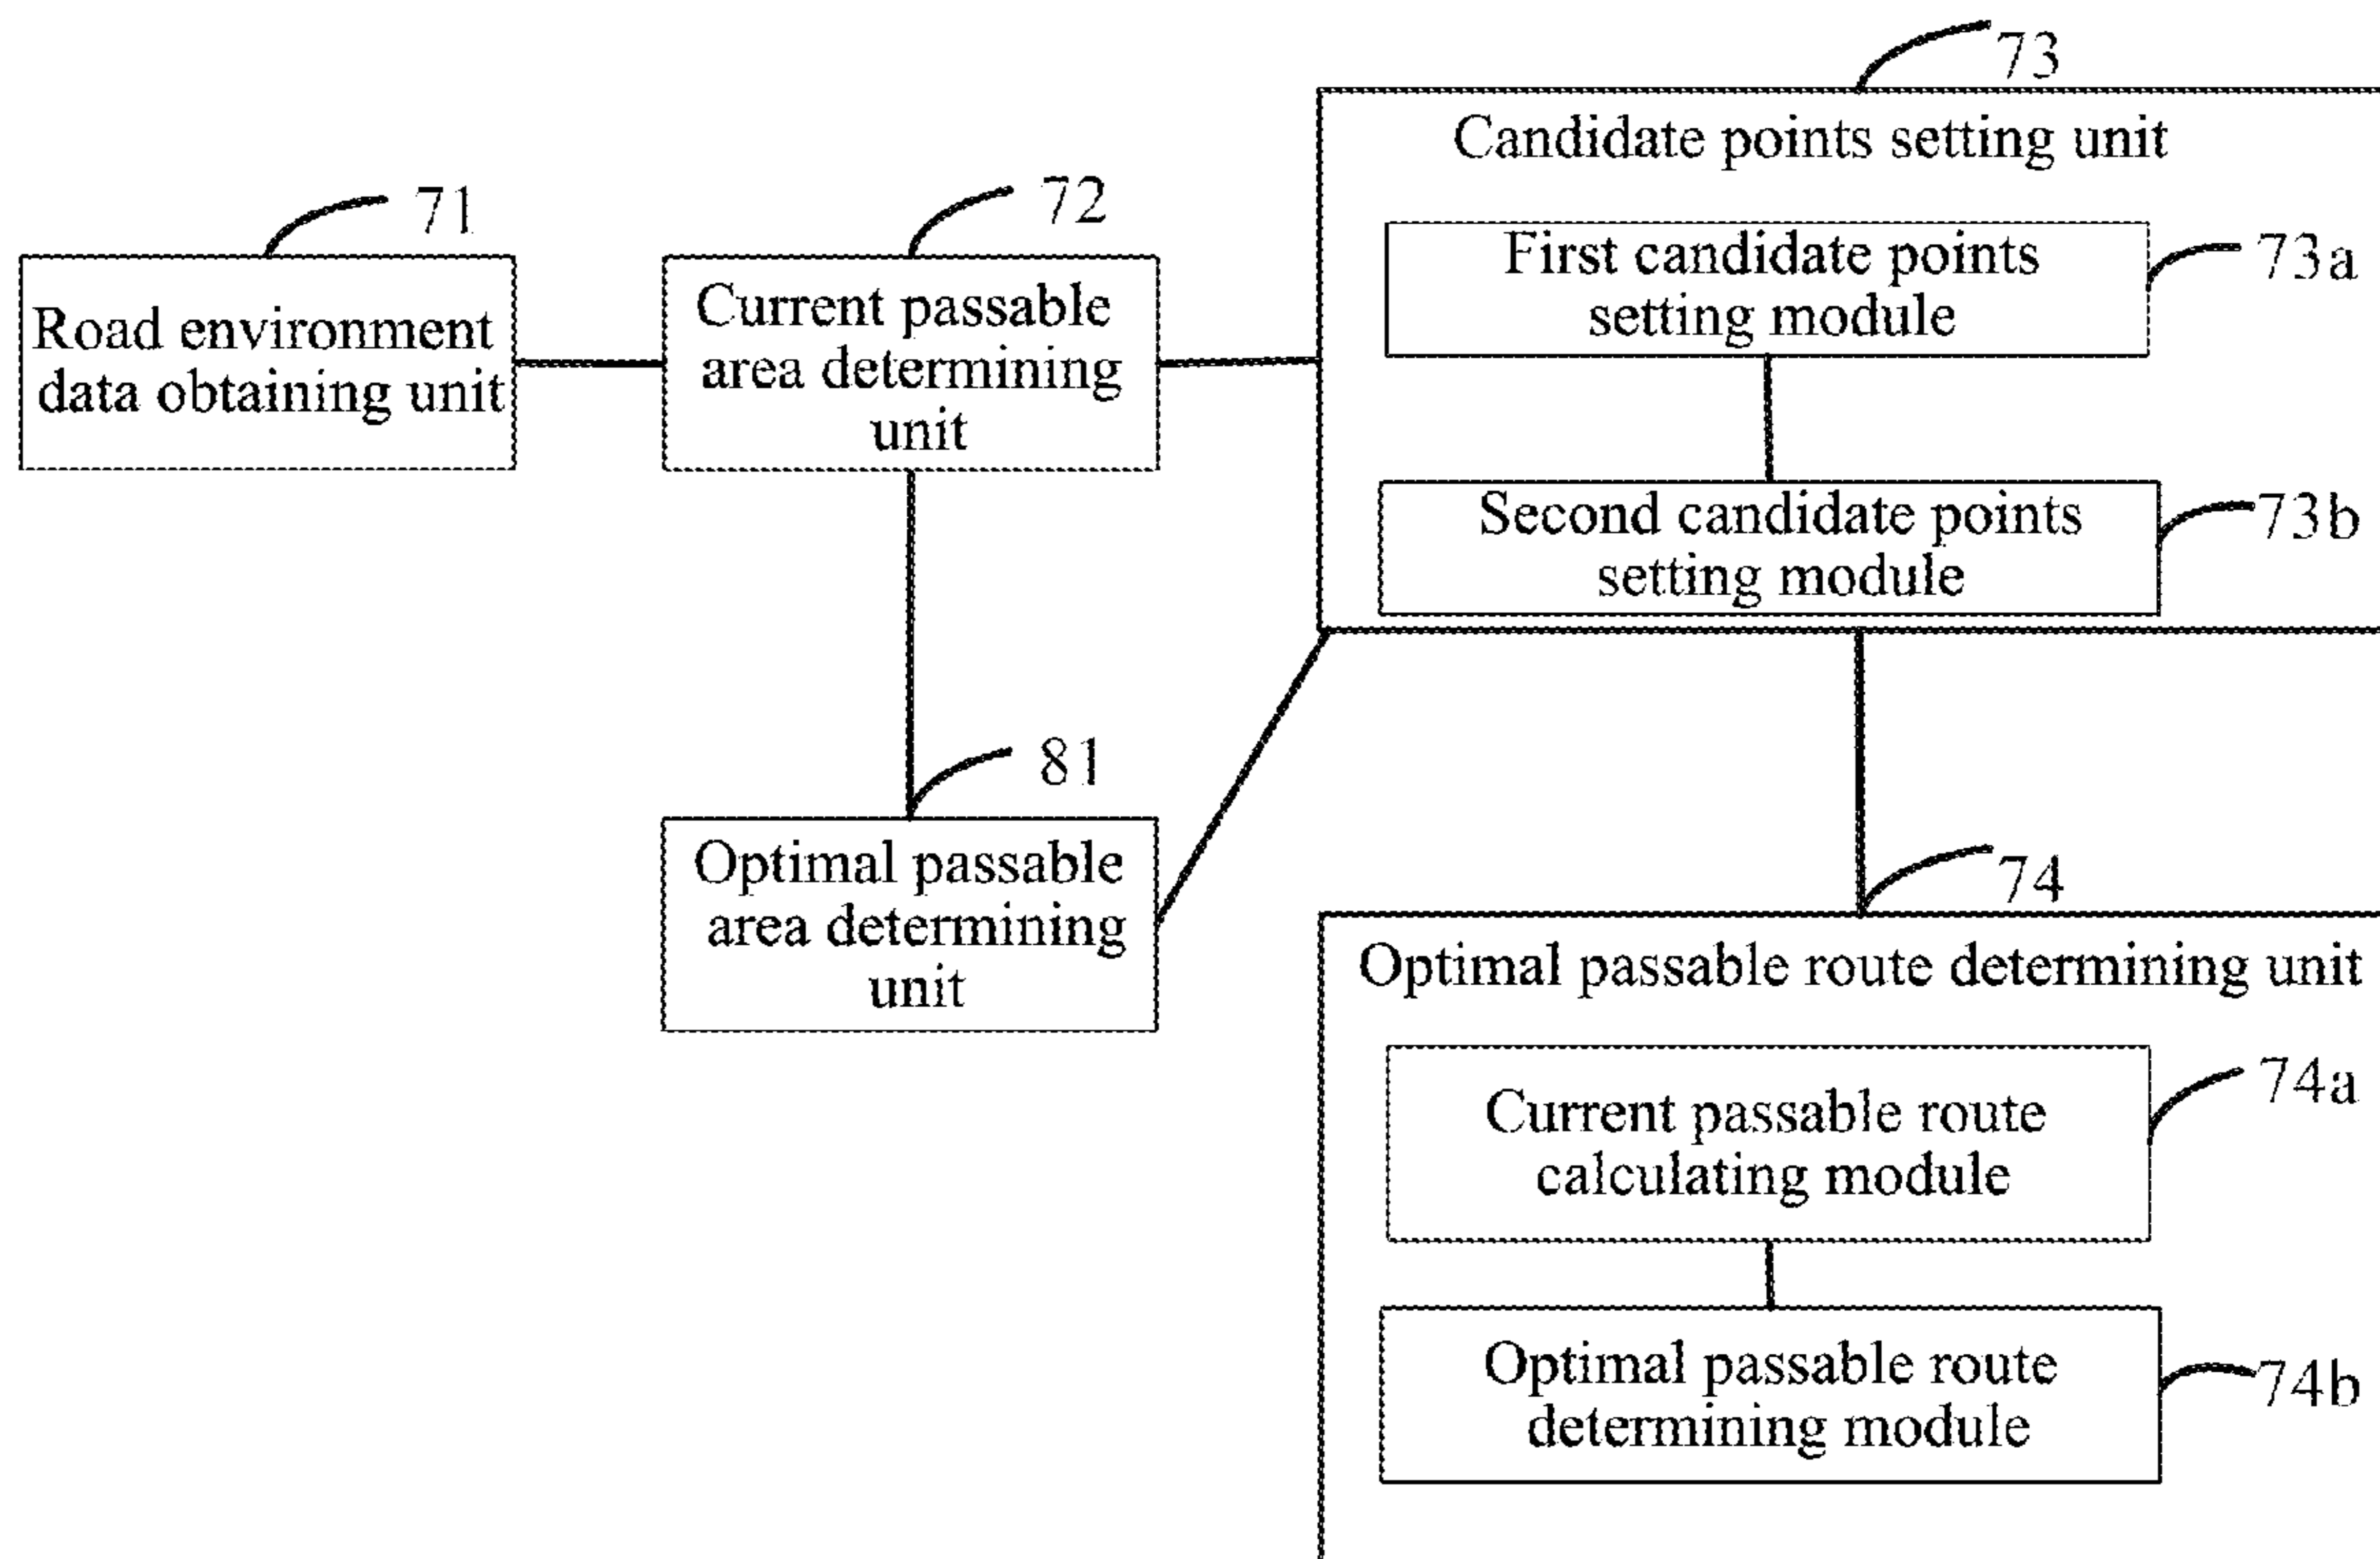 71
Road environment
data obtaining unit
72
Current passable
area determining
unit
73
Candidate points setting unit
First candidate points
setting module
73a
Second candidate points
setting module
73b
81
Optimal passable
area determining
unit
74
Optimal passable route determining unit
Current passable route
calculating module
74a
Optimal passable route
determining module
74b